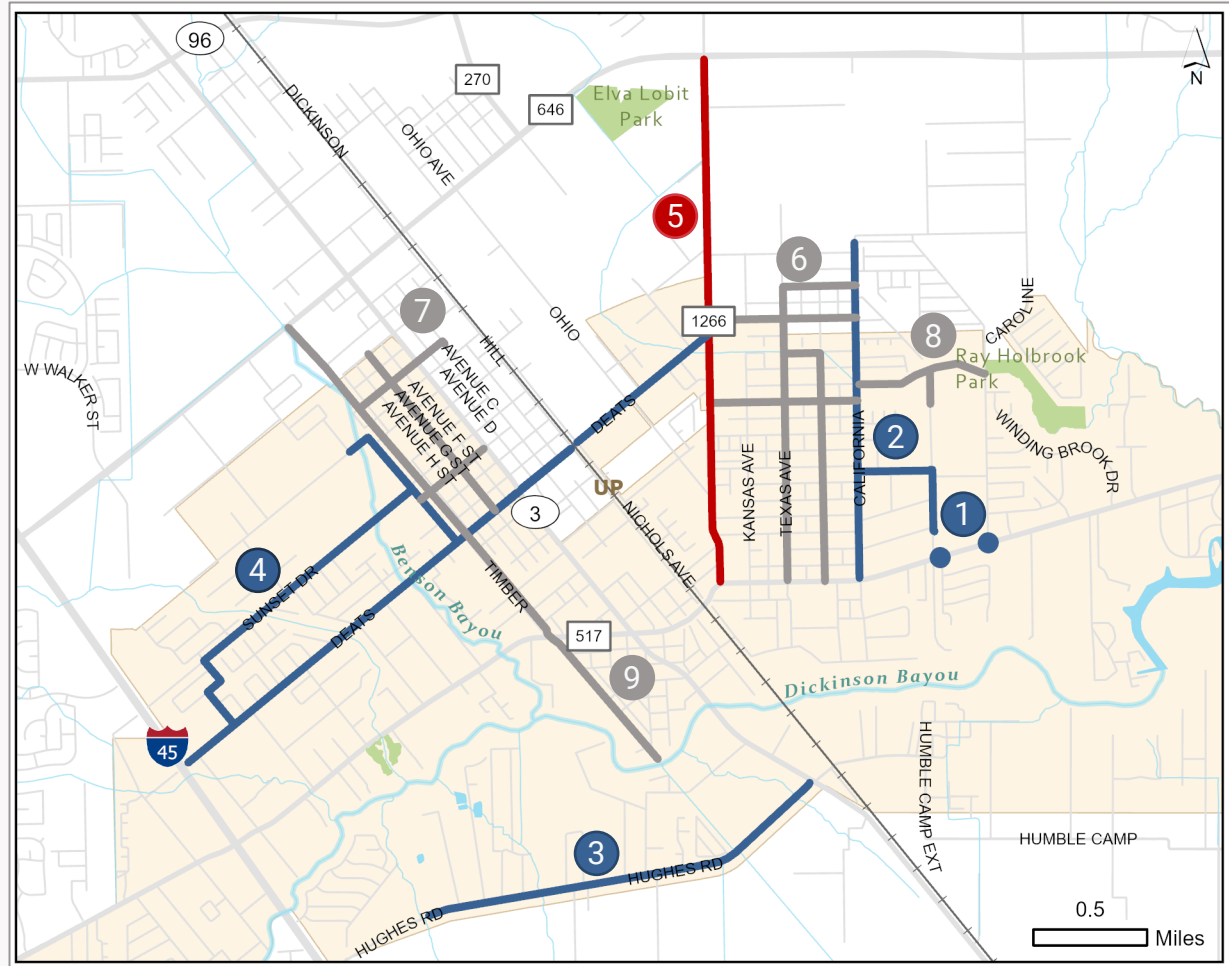 96
N
270
646
Elva Lobit
Park
DICKINSON
OHIO AVE
5
6
CAROLINE
7
OHIO
1266
8
HILL
Ray Holbrook
Park
W WALKER ST
AVENUE C
AVENUE D
AVENUE F ST
AVENUE G ST
AVENUE H ST
DEATS
2
WINDING BROOK DR
KANSAS AVE
TEXAS AVE
CALIFORNIA
UP
3
1
NICHOLS AVE
4
SUNSET DR
Benson Bayou
TIMBER
DEATS
517
9
Dickinson Bayou
45
HUMBLE CAMP EXT
HUMBLE CAMP
3
HUGHES RD
HUGHES RD
0.5
Miles